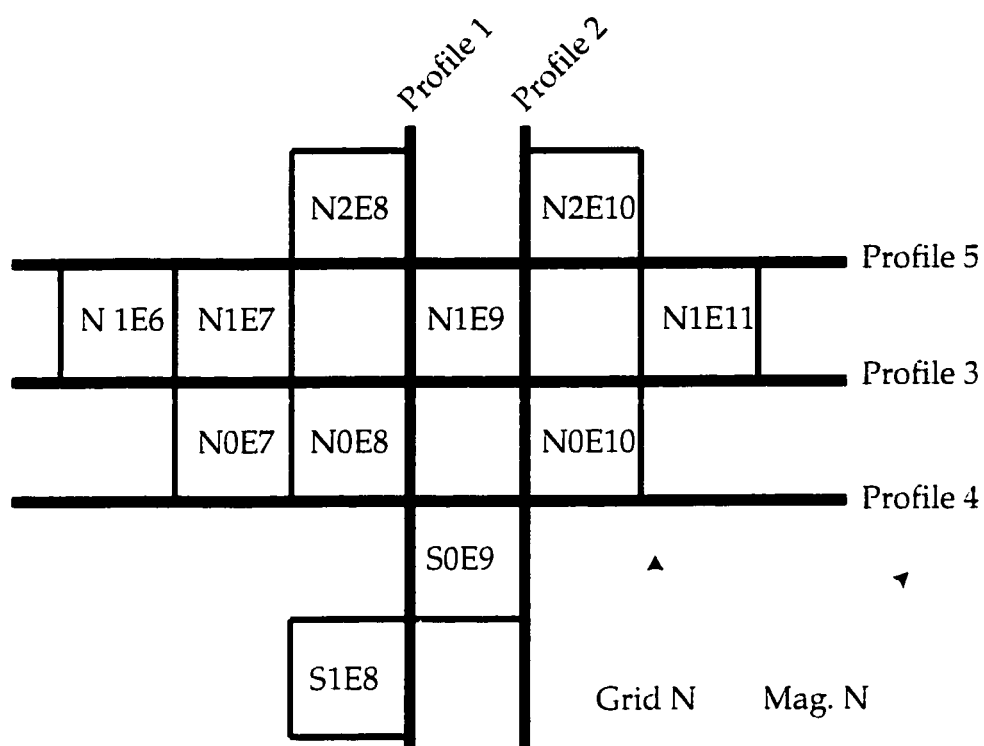 Profile 1
Profile 2
N2E8
N2E10
Profile 5
N 1E6
N1E7
N1E9
N1E11
Profile 3
N0E7
N0E8
N0E10
Profile 4
S0E9
S1E8
Grid N
Mag. N